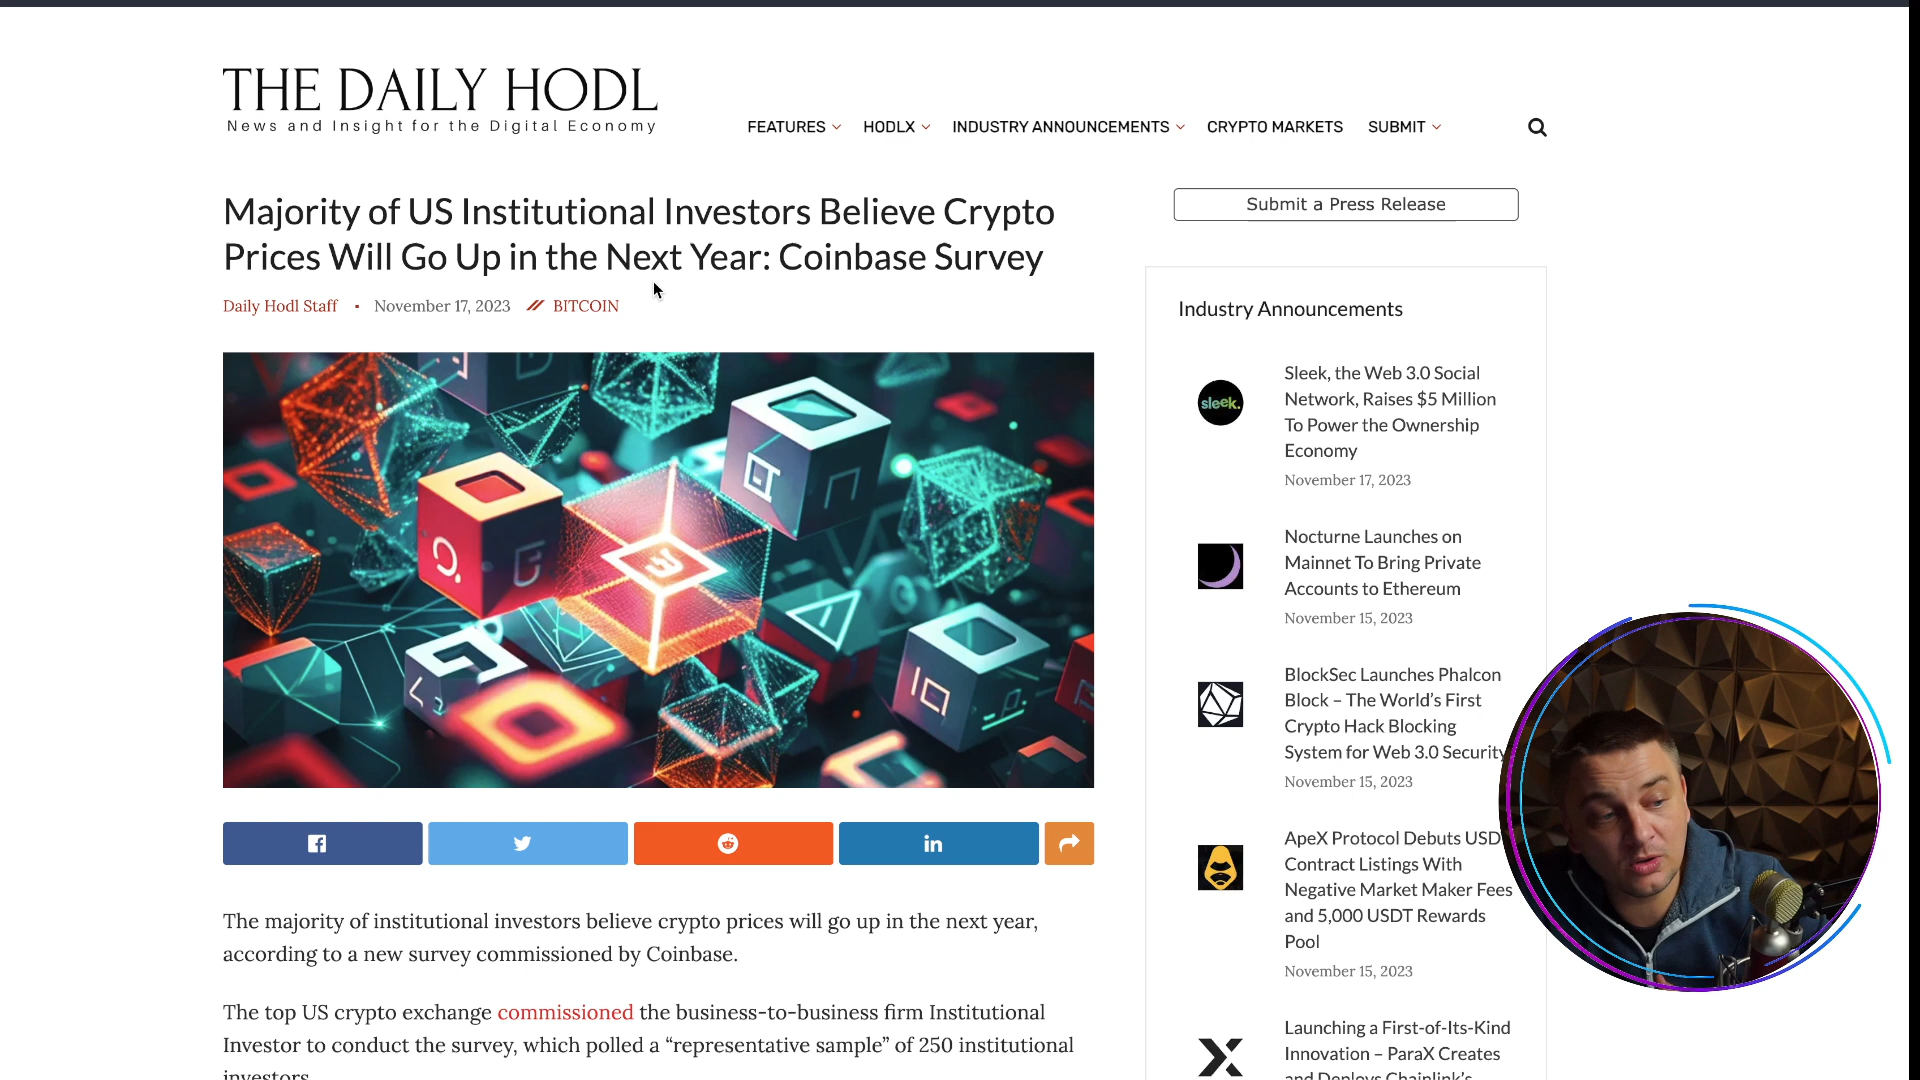 THE DAILY HODL
News and Insight for the Digital Economy
FEATURES
HODLX
INDUSTRY ANNOUNCEMENTS
CRYPTO MARKETS
SUBMIT
Majority of US Institutional Investors Believe Crypto
Prices Will Go Up in the Next Year: Coinbase Survey
Daily Hodl Staff
November 17, 2023
BITCOIN
The majority of institutional investors believe crypto prices will go up in the next year,
according to a new survey commissioned by Coinbase.
The top US crypto exchange commissioned the business-to-business firm Institutional
Investor to conduct the survey, which polled a “representative sample” of 250 institutional
investors.
Submit a Press Release
Industry Announcements
sleek.
Sleek, the Web 3.0 Social
Network, Raises $5 Million
To Power the Ownership
Economy
November 17, 2023
Nocturne Launches on
Mainnet To Bring Private
Accounts to Ethereum
November 15, 2023
BlockSec Launches Phalcon
Block – The World’s First
Crypto Hack Blocking
System for Web 3.0 Security
November 15, 2023
ApeX Protocol Debuts USD
Contract Listings With
Negative Market Maker Fees
and 5,000 USDT Rewards
Pool
November 15, 2023
Launching a First-of-Its-Kind
Innovation – ParaX Creates
and Deploys Chainlink’s